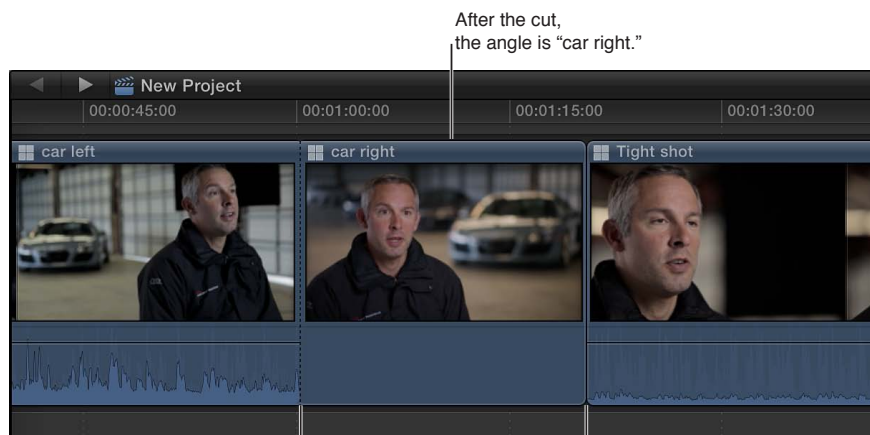 After the cut,
the angle is “car right.”
New Project
00:00:45:00 00:01:00:00 00:01:15:00 00:01:30:00
car left car right Tight shot